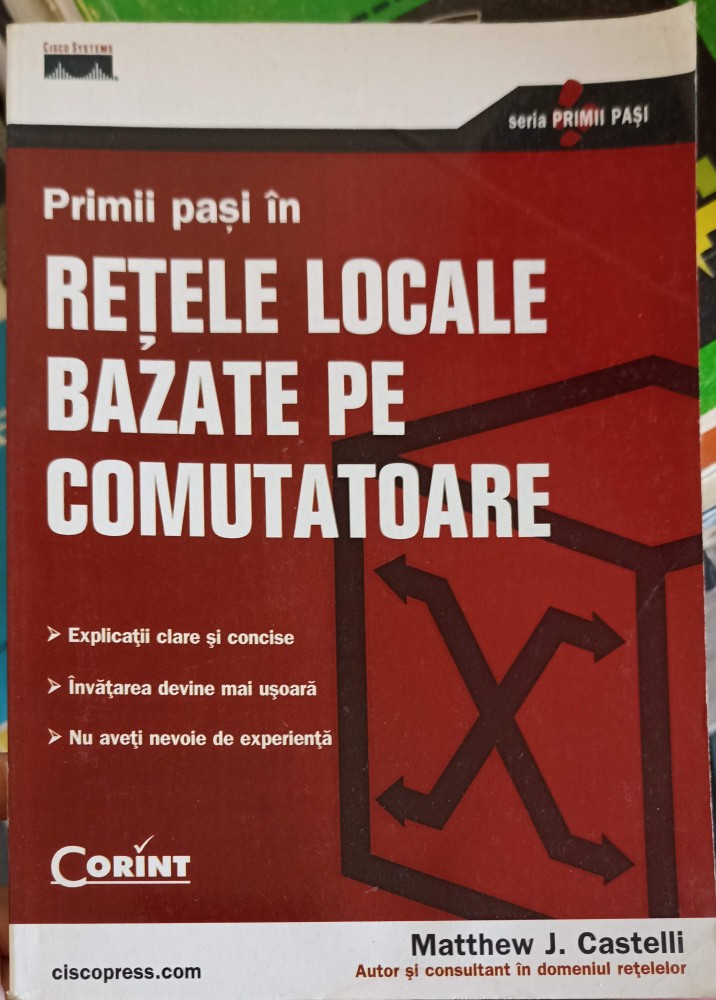 CISCO SYSTEMS
seria PRIMII PAȘI
Primii pași în
REȚELE LOCALE
BAZATE PE
COMUTATOARE
➢ Explicații clare și concise
➢ Învățarea devine mai ușoară
➢ Nu aveți nevoie de experiență
CORINT
Matthew J. Castelli
ciscopress.com
Autor și consultant în domeniul rețelelor